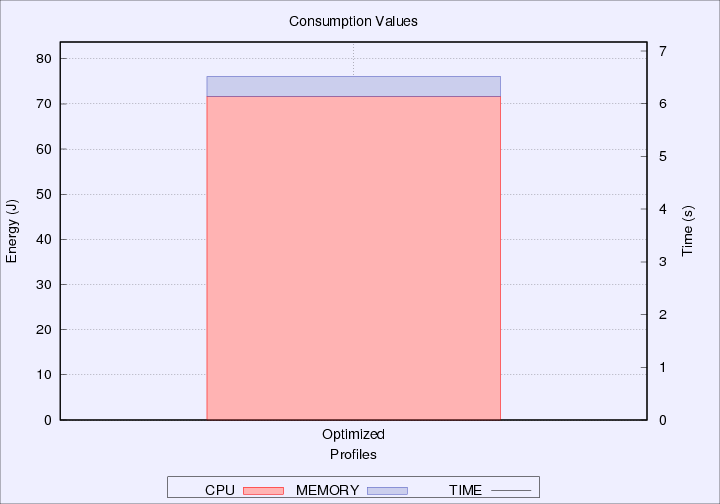 Consumption Values
80
70
60
50
40
30
20
10
0
Energy (J)
7
6
5
4
3
2
1
0
Time (s)
Optimized
Profiles
CPU MEMORY TIME